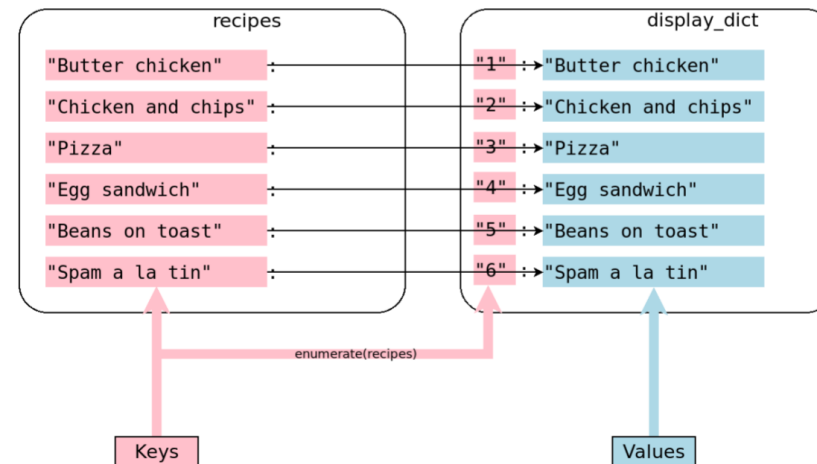 recipes
display_dict
"Butter chicken" : "1" : "Butter chicken"
"Chicken and chips" : "2" : "Chicken and chips"
"Pizza" : "3" : "Pizza"
"Egg sandwich" : "4" : "Egg sandwich"
"Beans on toast" : "5" : "Beans on toast"
"Spam a la tin" : "6" : "Spam a la tin"
enumerate(recipes)
Keys
Values